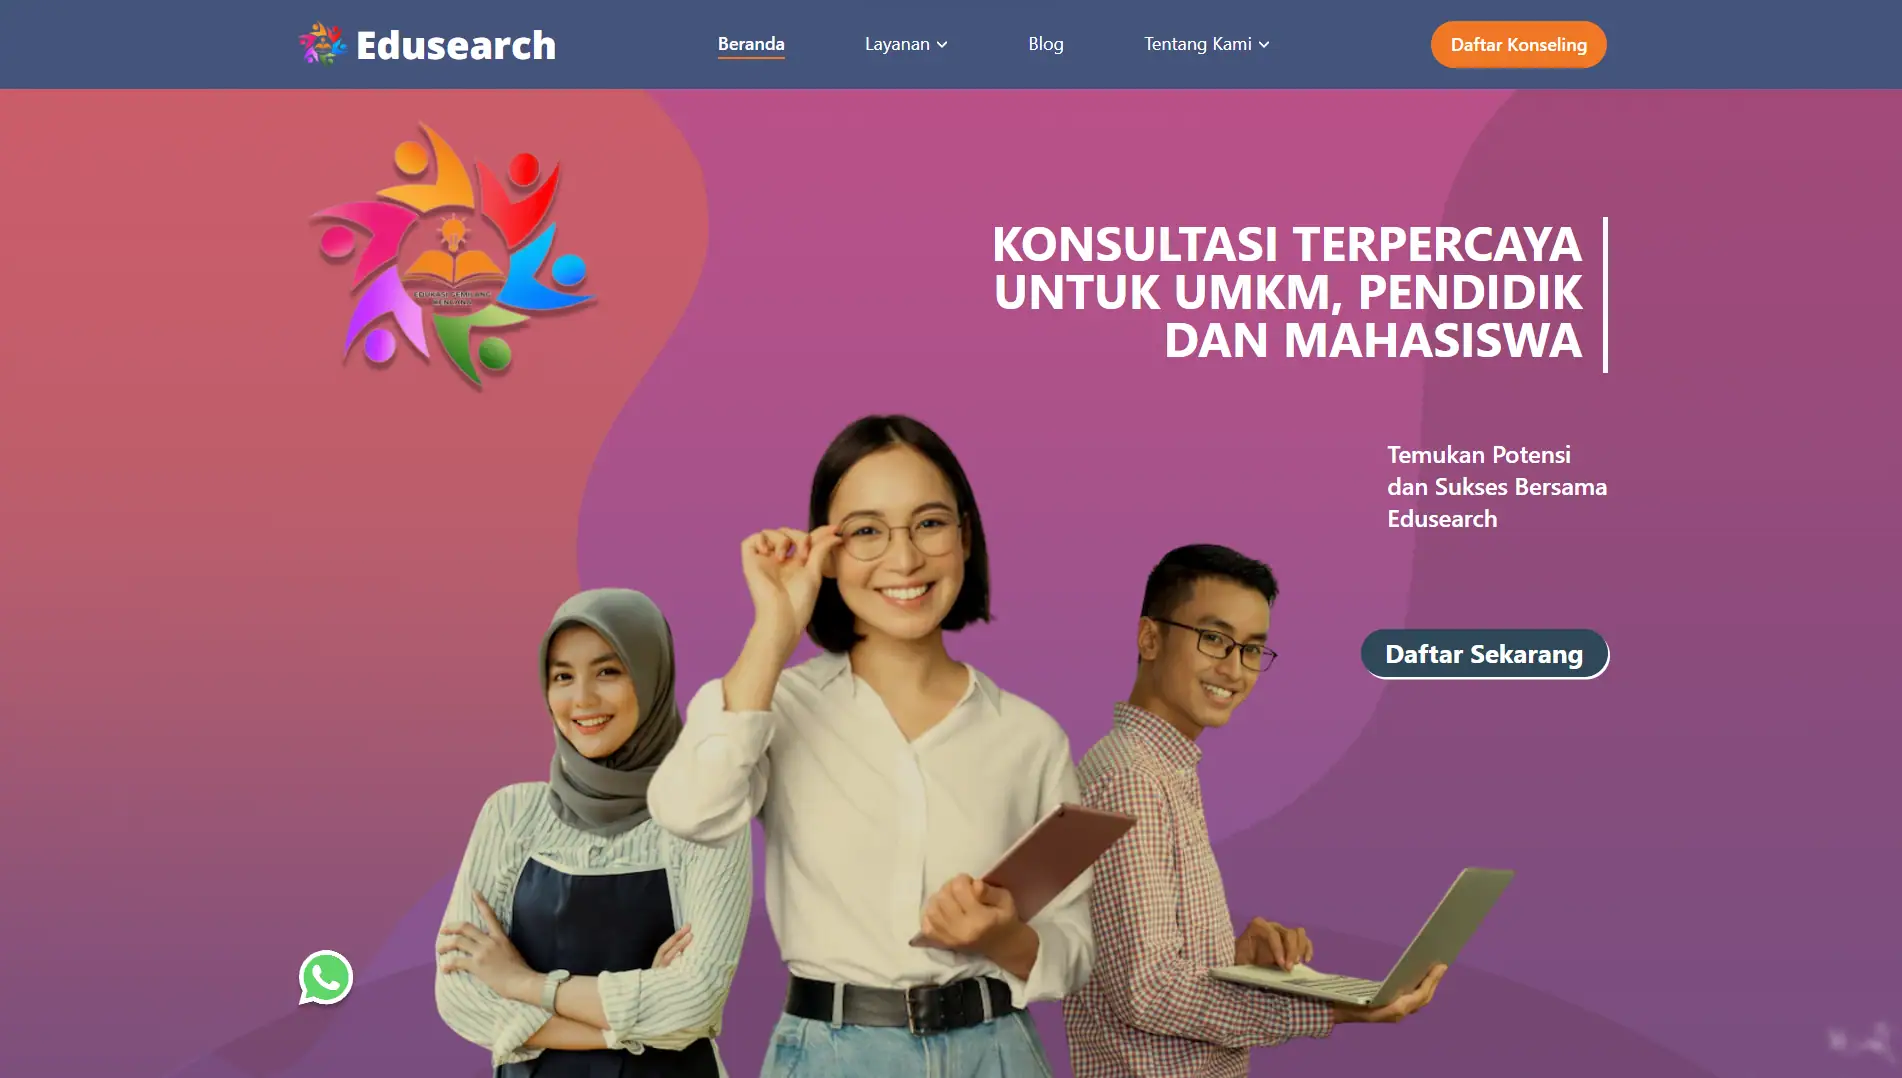 Edusearch
Beranda
Layanan
Blog
Tentang Kami
Daftar Konseling
EDUKASI GEMILANG
KENCANA
KONSULTASI TERPERCAYA
UNTUK UMKM, PENDIDIK
DAN MAHASISWA
Temukan Potensi
dan Sukses Bersama
Edusearch
Daftar Sekarang